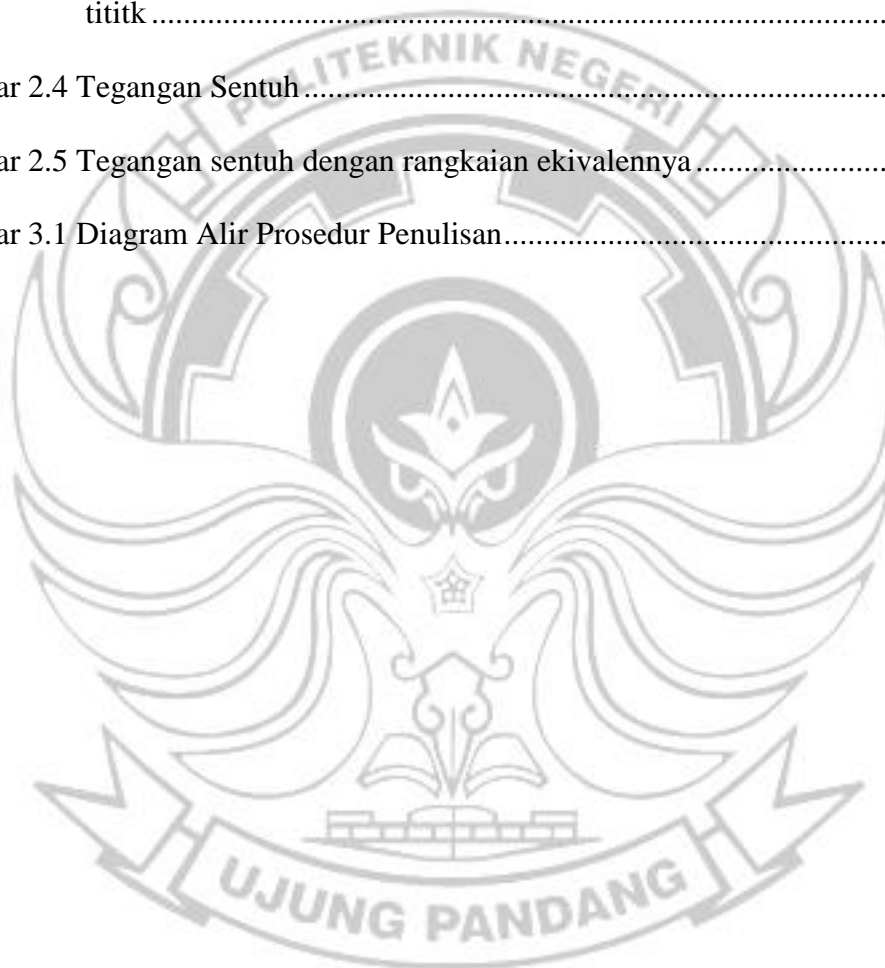 tititk ........................................................................................................
POLITEKNIK NEGERI
ar 2.4 Tegangan Sentuh ..................................................................................
ar 2.5 Tegangan sentuh dengan rangkaian ekivalennya ...........................
ar 3.1 Diagram Alir Prosedur Penulisan.......................................................
UJUNG PANDANG